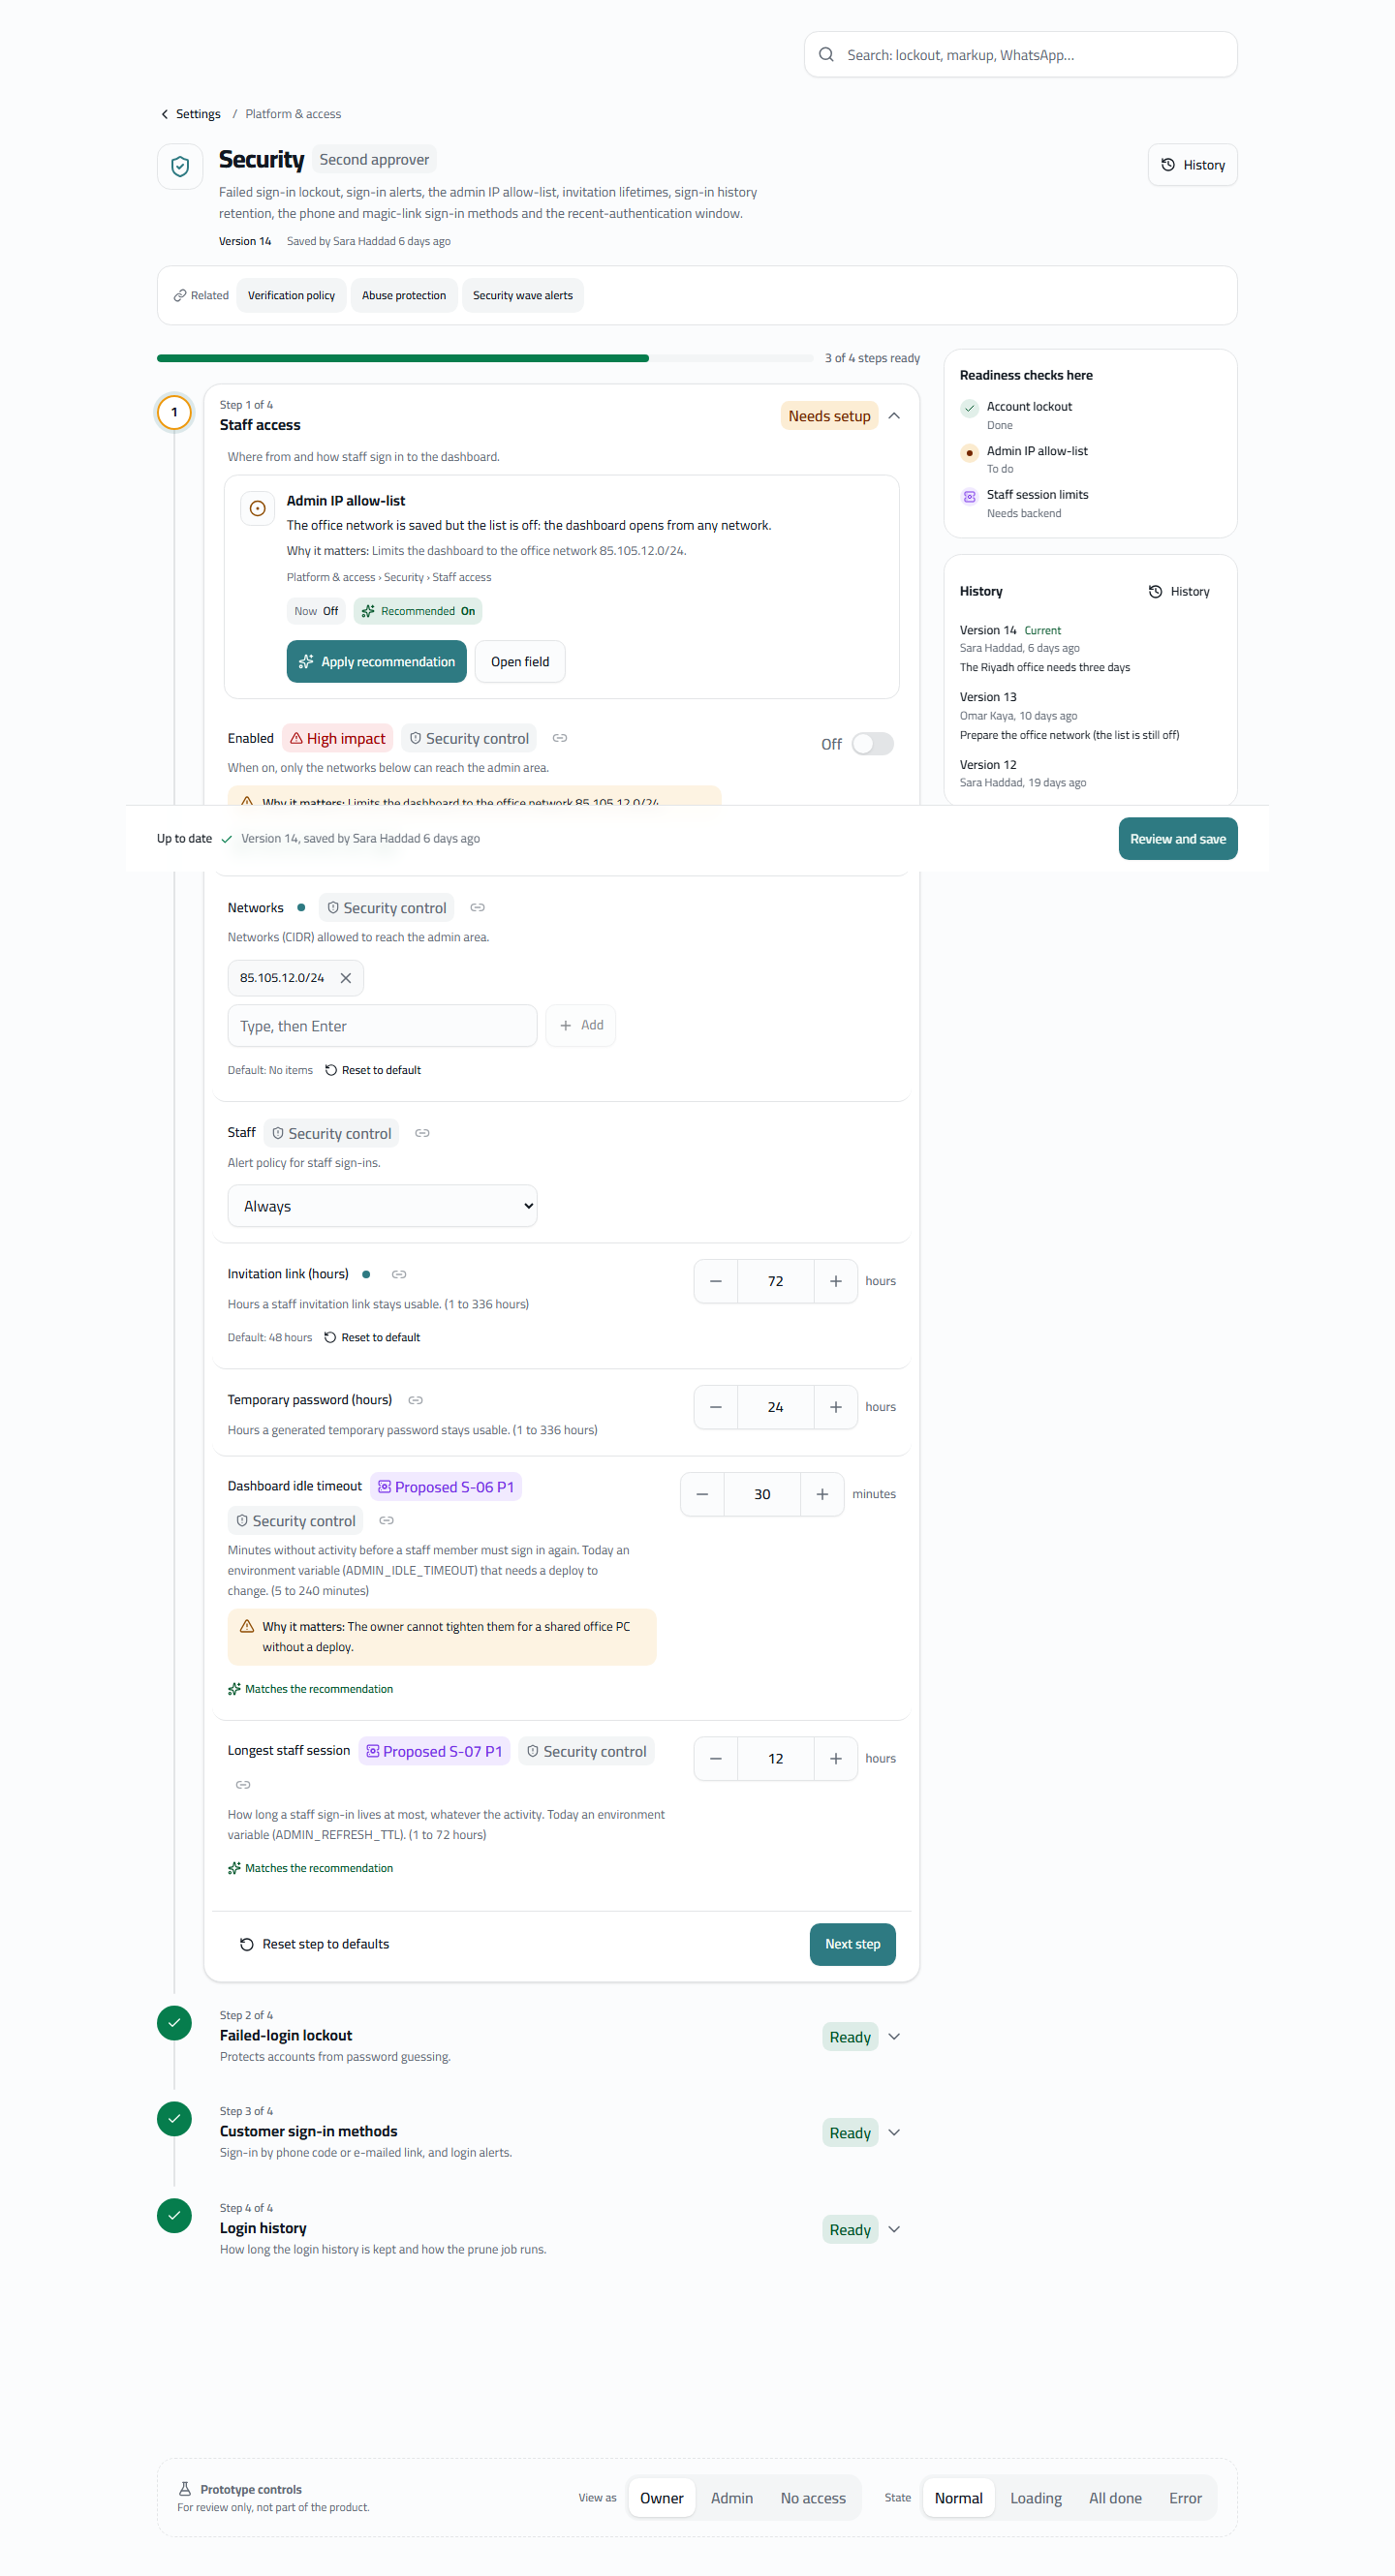 Search: lockout, markup, WhatsApp...
Settings / Platform & access
Security Second approver
History
Failed sign-in lockout, sign-in alerts, the admin IP allow-list, invitation lifetimes, sign-in history
retention, the phone and magic-link sign-in methods and the recent-authentication window.
Version 14 Saved by Sara Haddad 6 days ago
Related Verification policy Abuse protection Security wave alerts
3 of 4 steps ready
1
Step 1 of 4
Staff access
Needs setup
Where from and how staff sign in to the dashboard.
Admin IP allow-list
The office network is saved but the list is off: the dashboard opens from any network.
Why it matters: Limits the dashboard to the office network 85.105.12.0/24.
Platform & access › Security › Staff access
Now Off Recommended On
Apply recommendation Open field
Enabled High impact Security control
Off
When on, only the networks below can reach the admin area.
Why it matters: Limits the dashboard to the office network 85.105.12.0/24.
Readiness checks here
Account lockout
Done
Admin IP allow-list
To do
Staff session limits
Needs backend
History History
Version 14 Current
Sara Haddad, 6 days ago
The Riyadh office needs three days
Version 13
Omar Kaya, 10 days ago
Prepare the office network (the list is still off)
Version 12
Sara Haddad, 19 days ago
Up to date Version 14, saved by Sara Haddad 6 days ago
Review and save
Networks Security control
Networks (CIDR) allowed to reach the admin area.
85.105.12.0/24
Type, then Enter
Add
Default: No items Reset to default
Staff Security control
Alert policy for staff sign-ins.
Always
Invitation link (hours)
72 hours
Hours a staff invitation link stays usable. (1 to 336 hours)
Default: 48 hours Reset to default
Temporary password (hours)
24 hours
Hours a generated temporary password stays usable. (1 to 336 hours)
Dashboard idle timeout Proposed S-06 P1
Security control
30 minutes
Minutes without activity before a staff member must sign in again. Today an
environment variable (ADMIN_IDLE_TIMEOUT) that needs a deploy to
change. (5 to 240 minutes)
Why it matters: The owner cannot tighten them for a shared office PC
without a deploy.
Matches the recommendation
Longest staff session Proposed S-07 P1 Security control
12 hours
How long a staff sign-in lives at most, whatever the activity. Today an environment
variable (ADMIN_REFRESH_TTL). (1 to 72 hours)
Matches the recommendation
Reset step to defaults
Next step
Step 2 of 4
Failed-login lockout
Protects accounts from password guessing.
Ready
Step 3 of 4
Customer sign-in methods
Sign-in by phone code or e-mailed link, and login alerts.
Ready
Step 4 of 4
Login history
How long the login history is kept and how the prune job runs.
Ready
Prototype controls
For review only, not part of the product.
View as Owner Admin No access
State Normal Loading All done Error